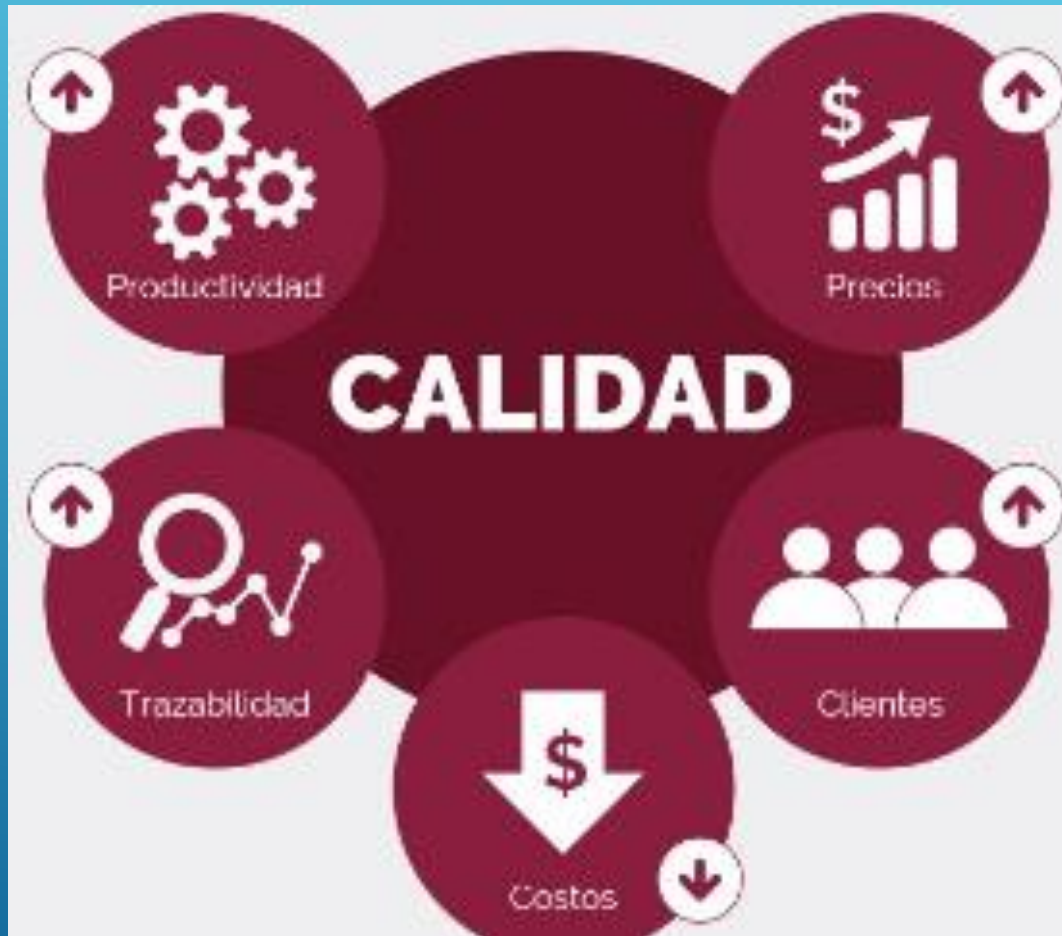 Productividad
$
Precios
CALIDAD
Trazabilidad
Clientes
$
Costos